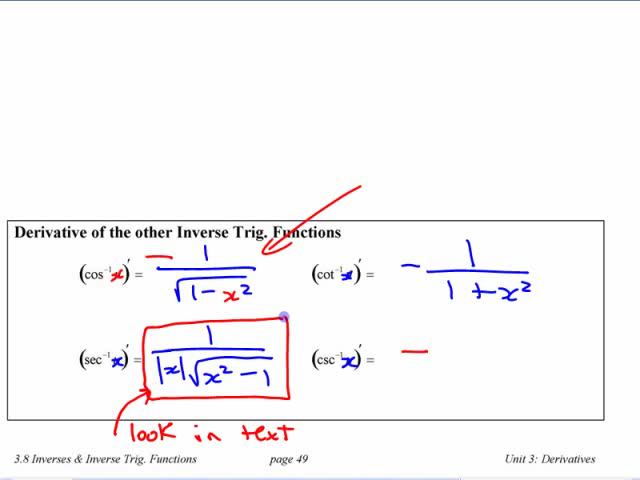 Derivative of the other Inverse Trig. Functions
(cos⁻¹x)′ = − 1/√(1 − x²) (cot⁻¹x)′ = − 1/(1 + x²)
(sec⁻¹x)′ = 1/(|x|√(x² − 1)) (csc⁻¹x)′ = −
look in text
3.8 Inverses & Inverse Trig. Functions page 49 Unit 3: Derivatives